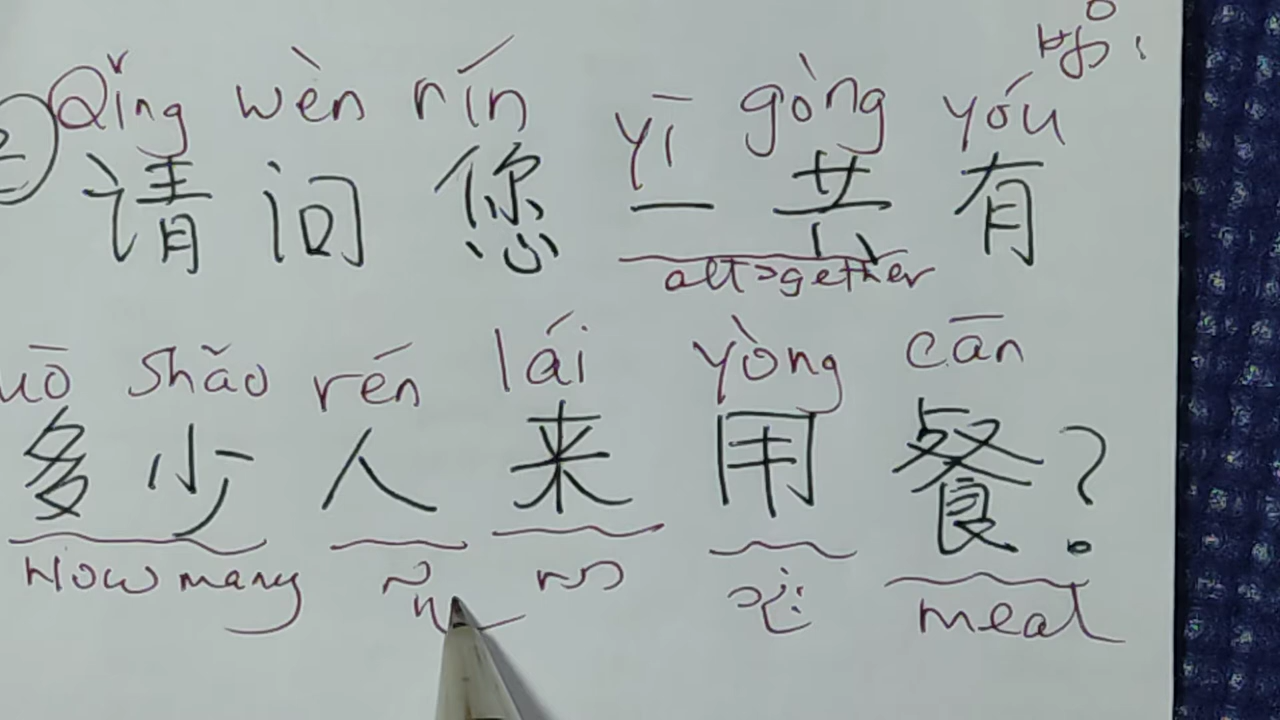 Qǐng wèn nín yī gòng yóu
请问您一共有
altogether
uō shǎo rén lái yòng cān
多少人来用餐?
How many meal